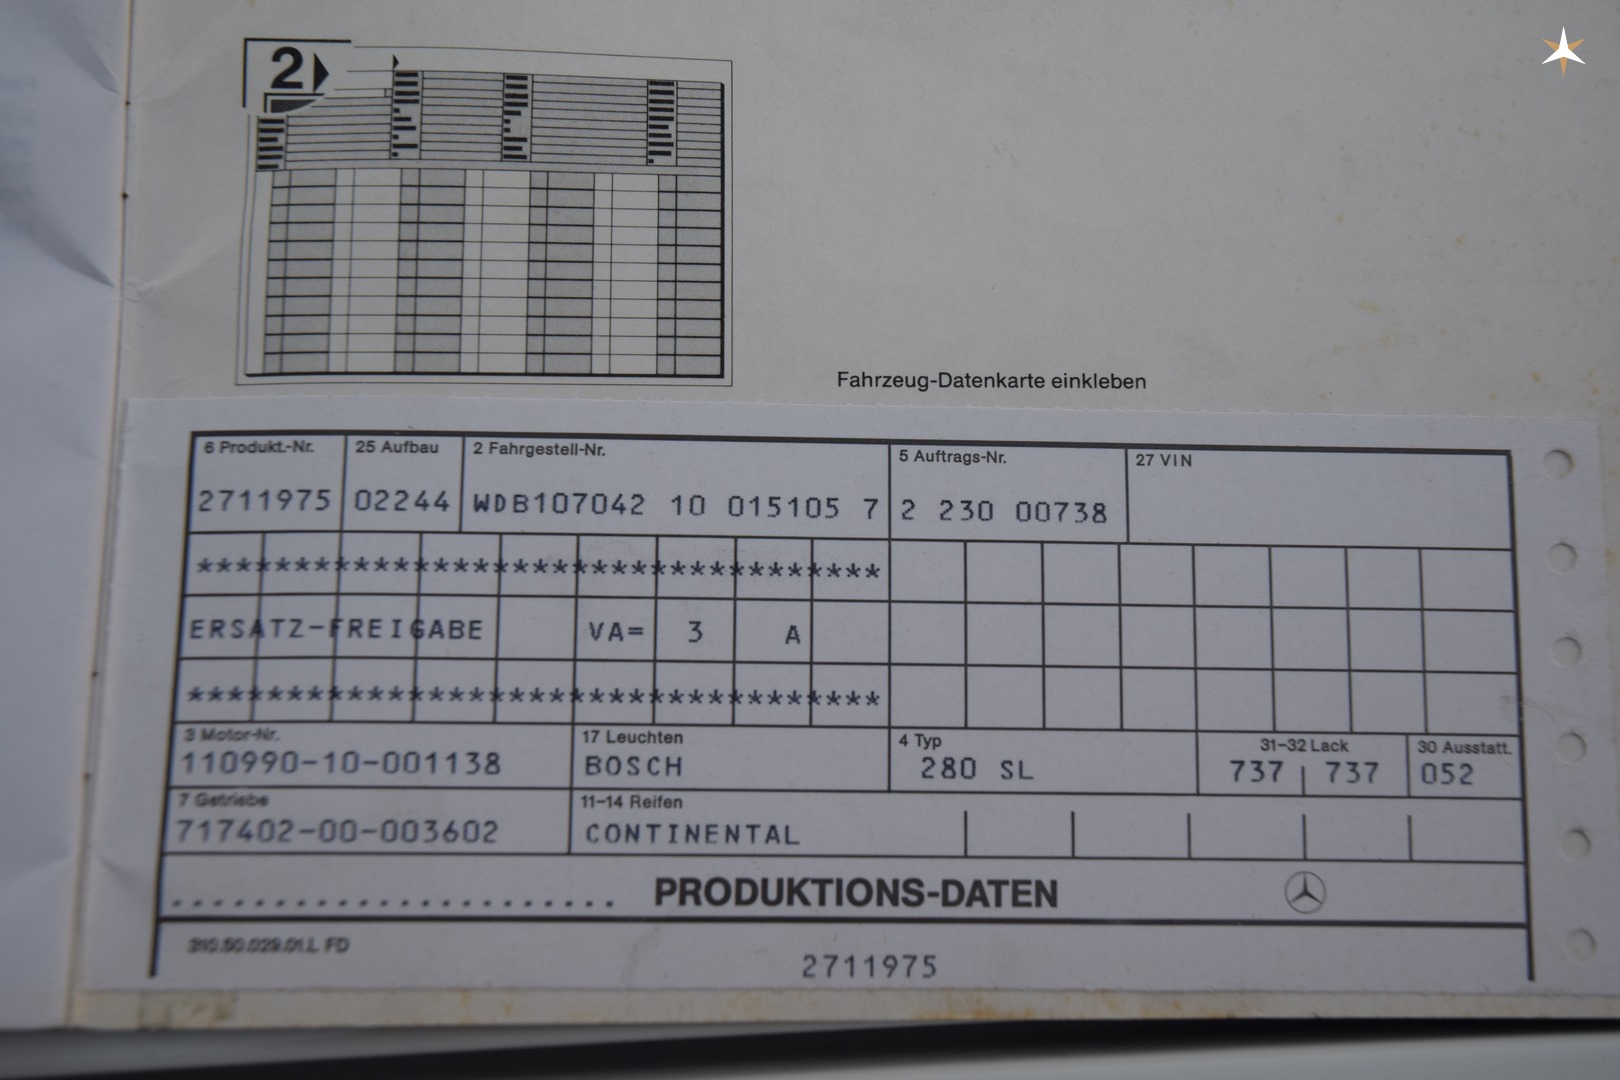 2
Fahrzeug-Datenkarte einkleben
6 Produkt.-Nr. 25 Aufbau 2 Fahrgestell-Nr. 5 Auftrags-Nr. 27 VIN
2711975 02244 WDB107042 10 015105 7 2 230 00738
***********************************
ERSATZ-FREIGABE VA= 3 A
***********************************
3 Motor-Nr. 17 Leuchten 4 Typ 31-32 Lack 30 Ausstatt.
110990-10-001138 BOSCH 280 SL 737 737 052
7 Getriebe 11-14 Reifen
717402-00-003602 CONTINENTAL
....................... PRODUKTIONS-DATEN
FD
2711975